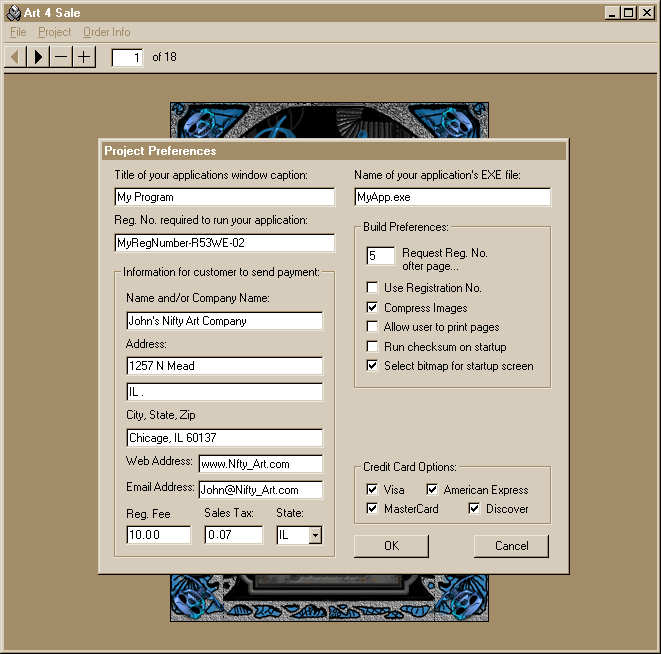 Art 4 Sale
File Project Order Info
1 of 18
Project Preferences
Title of your applications window caption:
My Program
Reg. No. required to run your application:
MyRegNumber-R53WE-02
Information for customer to send payment:
Name and/or Company Name:
John's Nifty Art Company
Address:
1257 N Mead
IL .
City, State, Zip
Chicage, IL 60137
Web Address: www.Nfty_Art.com
Email Address: John@Nifty_Art.com
Reg. Fee Sales Tax: State:
10.00 0.07 IL
Name of your application's EXE file:
MyApp.exe
Build Preferences:
5 Request Reg. No.
ofter page...
Use Registration No.
Compress Images
Allow user to print pages
Run checksum on startup
Select bitmap for startup screen
Credit Card Options:
Visa American Express
MasterCard Discover
OK Cancel